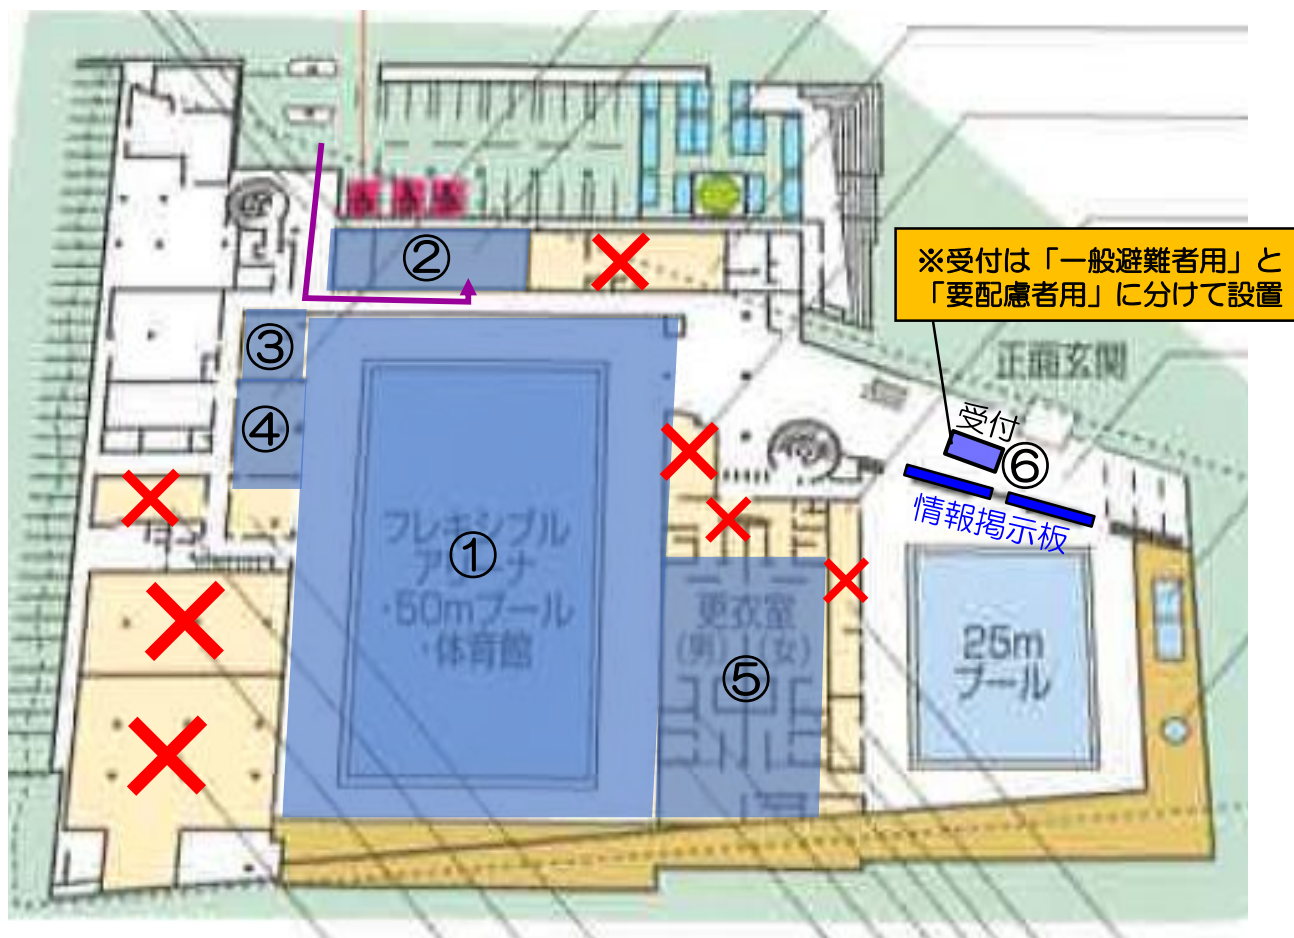 ②
※受付は「一般避難者用」と
「要配慮者用」に分けて設置
③
正面玄関
④
受付
⑥
情報掲示板
フレキシブル
アリーナ
①
・50mプール
・体育館
更衣室
(男) (女)
⑤
25m
プール